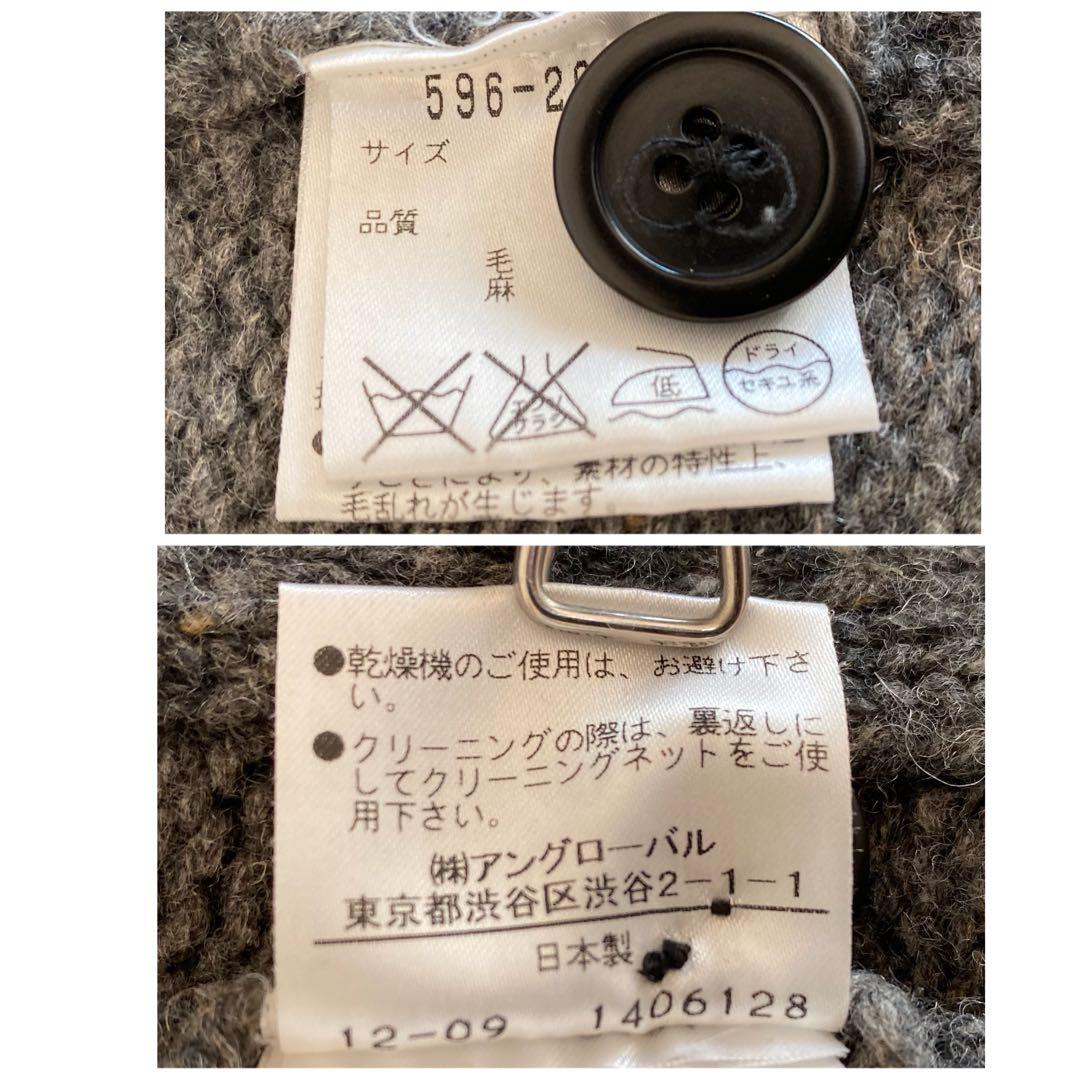 596-2
サイズ
品質
毛
麻
低
ドライ
セキユ系
素材の特性上、
毛乱れが生じます。
●乾燥機のご使用は、お避け下さ
い。
●クリーニングの際は、裏返しに
してクリーニングネットをご使
用下さい。
㈱アングローバル
東京都渋谷区渋谷2-1-1
日本製
12-09 1406128